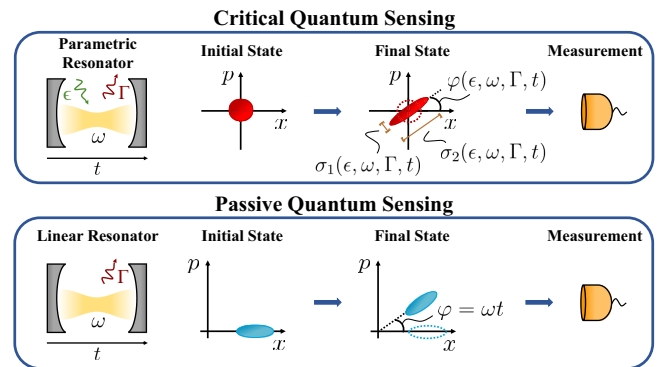 Critical Quantum Sensing
Parametric Resonator
Initial State
Final State
Measurement
ϵ
Γ
ω
t
p
x
p
x
φ(ϵ, ω, Γ, t)
σ₁(ϵ, ω, Γ, t)
σ₂(ϵ, ω, Γ, t)
Passive Quantum Sensing
Linear Resonator
Initial State
Final State
Measurement
Γ
ω
t
p
x
p
x
φ = ωt